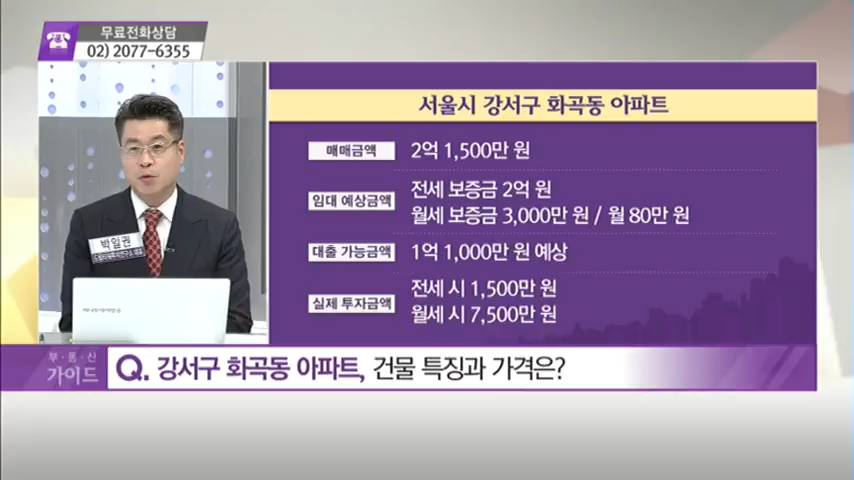 무료전화상담
02) 2077-6355
서울시 강서구 화곡동 아파트
매매금액 2억 1,500만 원
임대 예상금액 전세 보증금 2억 원
월세 보증금 3,000만 원 / 월 80만 원
대출 가능금액 1억 1,000만 원 예상
실제 투자금액 전세 시 1,500만 원
월세 시 7,500만 원
박일권
부·동·신
가이드
Q. 강서구 화곡동 아파트, 건물 특징과 가격은?